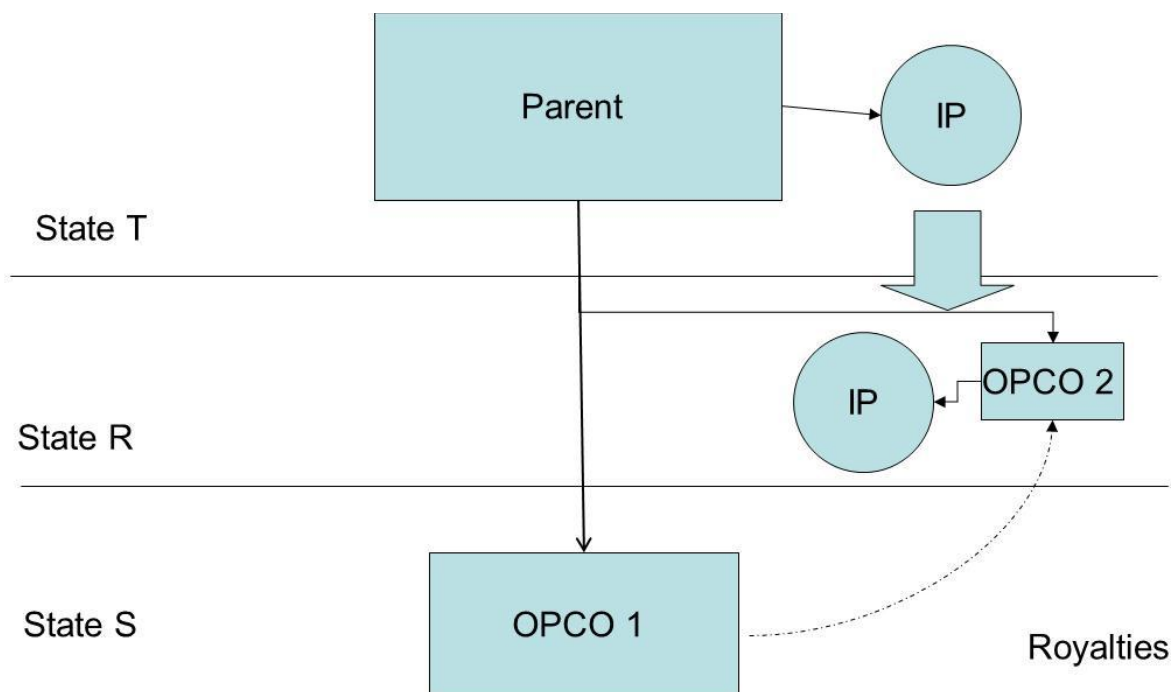 Parent
IP
State T
OPCO 2
IP
State R
State S
OPCO 1
Royalties